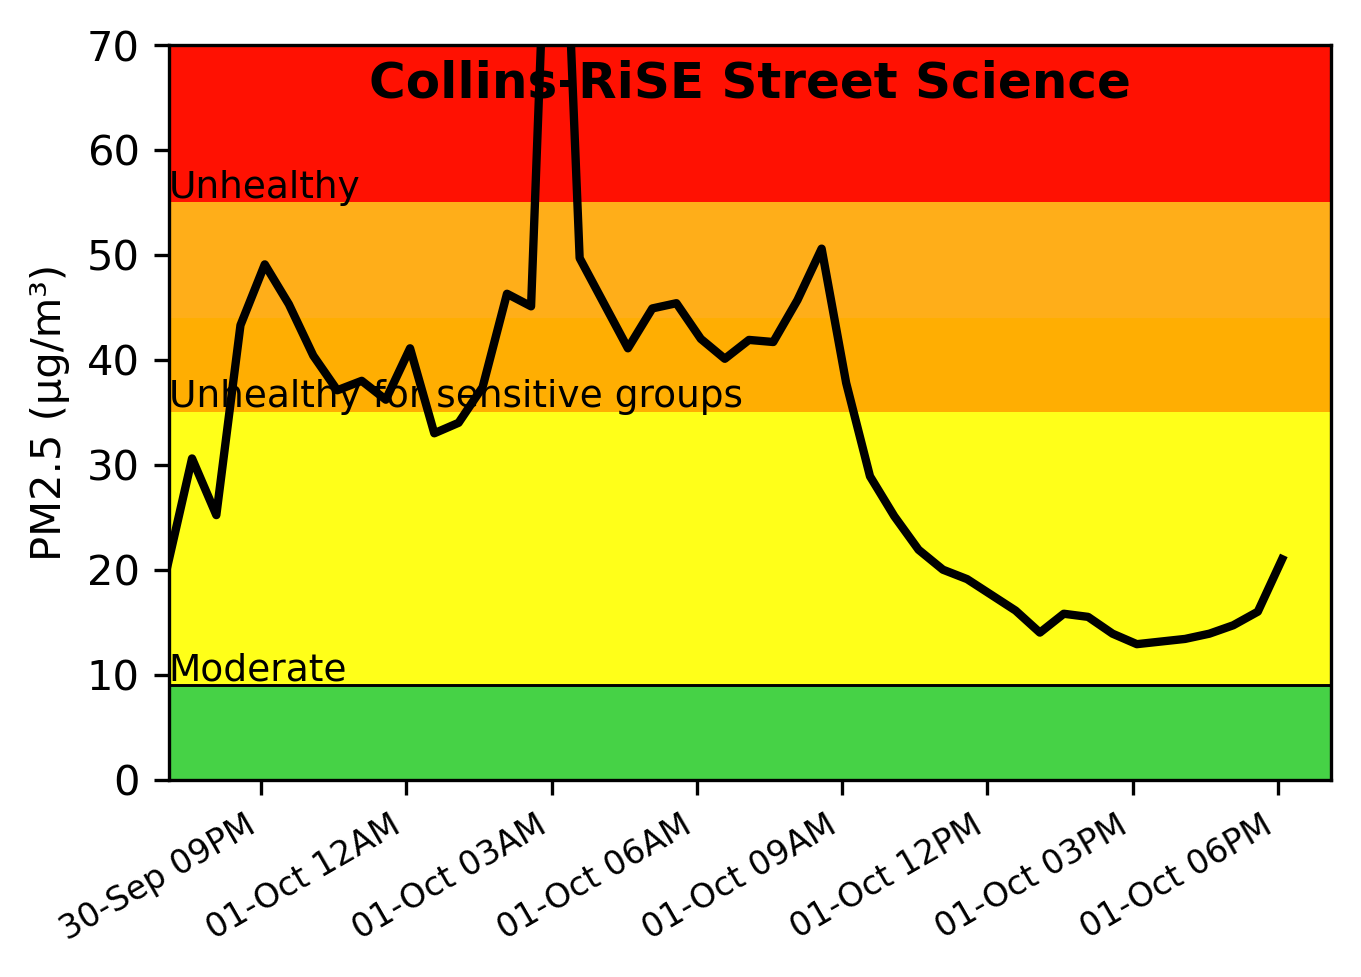 Collins-RiSE Street Science
70
60
Unhealthy
50
40
Unhealthy for sensitive groups
30
20
Moderate
10
0
PM2.5 (µg/m³)
30-Sep 09PM
01-Oct 12AM
01-Oct 03AM
01-Oct 06AM
01-Oct 09AM
01-Oct 12PM
01-Oct 03PM
01-Oct 06PM